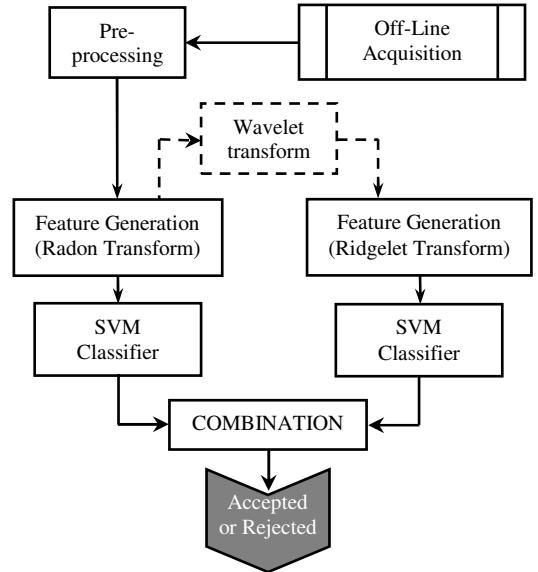 Pre-
processing
Off-Line
Acquisition
Wavelet
transform
Feature Generation
(Radon Transform)
Feature Generation
(Ridgelet Transform)
SVM
Classifier
SVM
Classifier
COMBINATION
Accepted
or Rejected